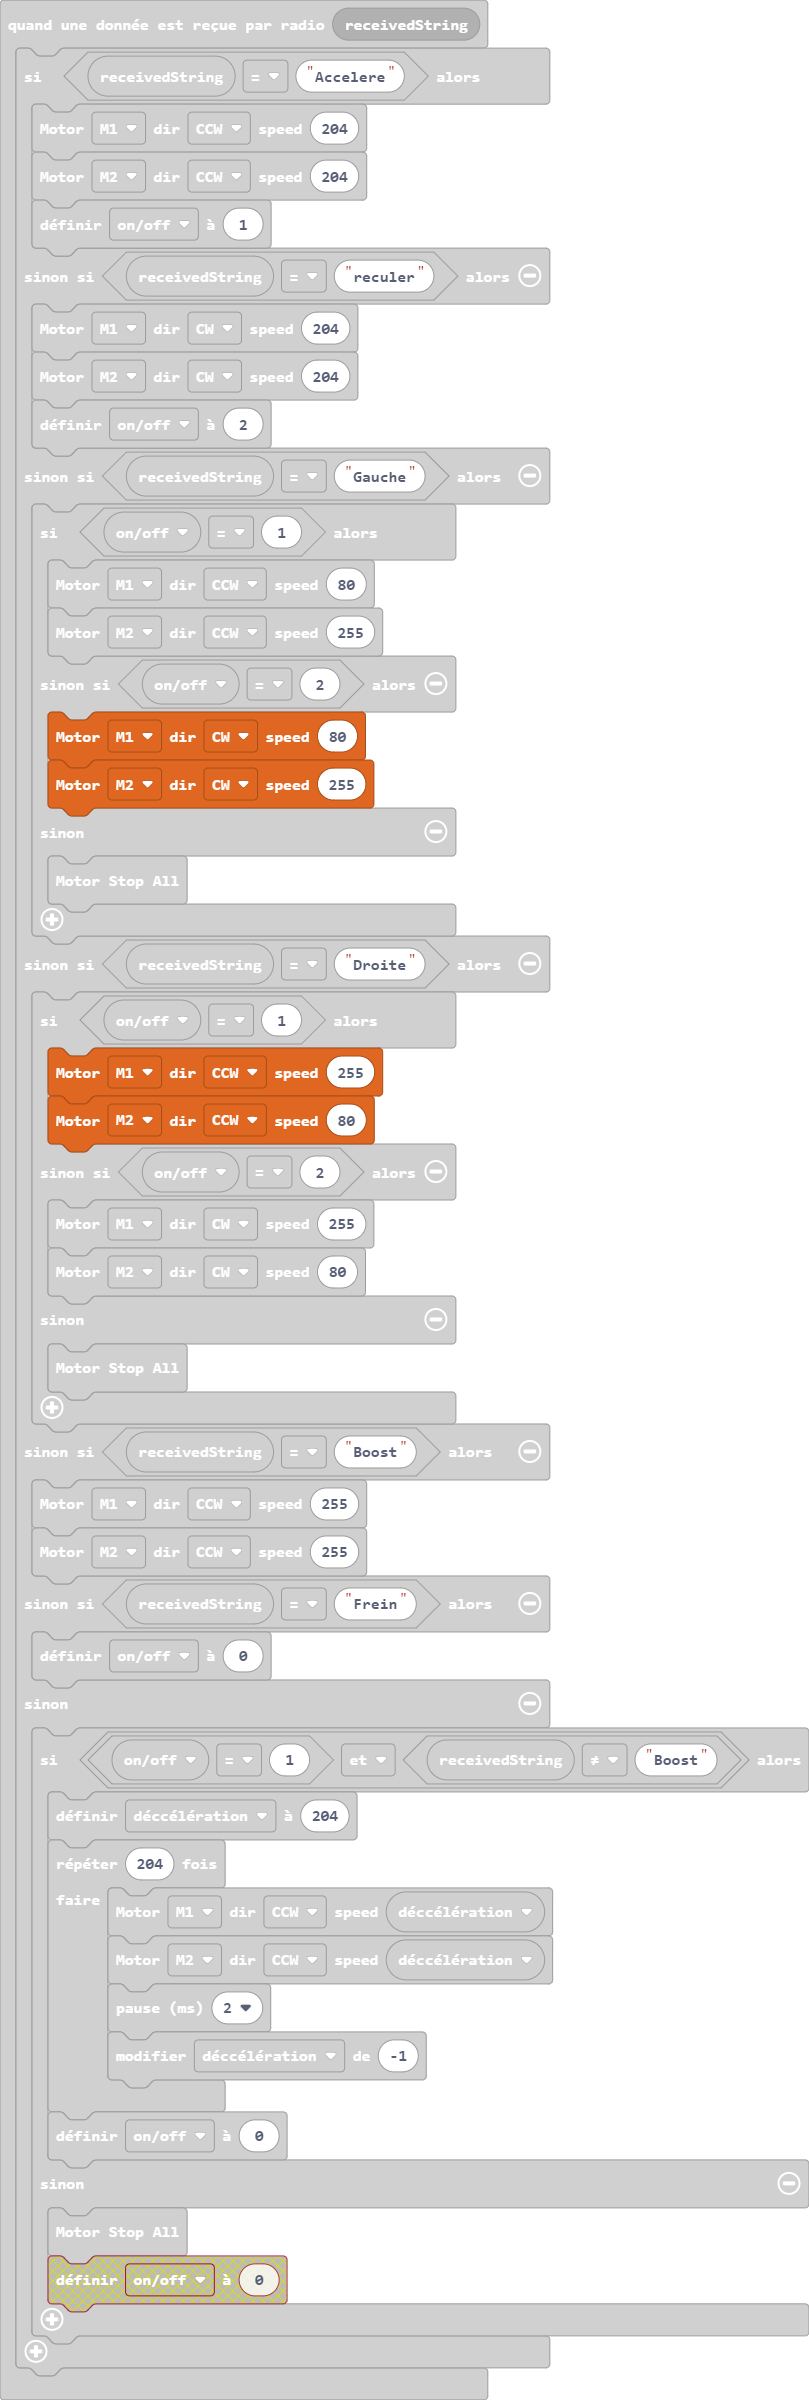 quand une donnée est reçue par radio receivedString
si receivedString = "Accelere" alors
Motor M1 dir CCW speed 204
Motor M2 dir CCW speed 204
définir on/off à 1
sinon si receivedString = "reculer" alors
Motor M1 dir CW speed 204
Motor M2 dir CW speed 204
définir on/off à 2
sinon si receivedString = "Gauche" alors
si on/off = 1 alors
Motor M1 dir CCW speed 80
Motor M2 dir CCW speed 255
sinon si on/off = 2 alors
Motor M1 dir CW speed 80
Motor M2 dir CW speed 255
sinon
Motor Stop All
sinon si receivedString = "Droite" alors
si on/off = 1 alors
Motor M1 dir CCW speed 255
Motor M2 dir CCW speed 80
sinon si on/off = 2 alors
Motor M1 dir CW speed 255
Motor M2 dir CW speed 80
sinon
Motor Stop All
sinon si receivedString = "Boost" alors
Motor M1 dir CCW speed 255
Motor M2 dir CCW speed 255
sinon si receivedString = "Frein" alors
définir on/off à 0
sinon
si on/off = 1 et receivedString ≠ "Boost" alors
définir déccélération à 204
répéter 204 fois
faire Motor M1 dir CCW speed déccélération
Motor M2 dir CCW speed déccélération
pause (ms) 2
modifier déccélération de -1
définir on/off à 0
sinon
Motor Stop All
définir on/off à 0